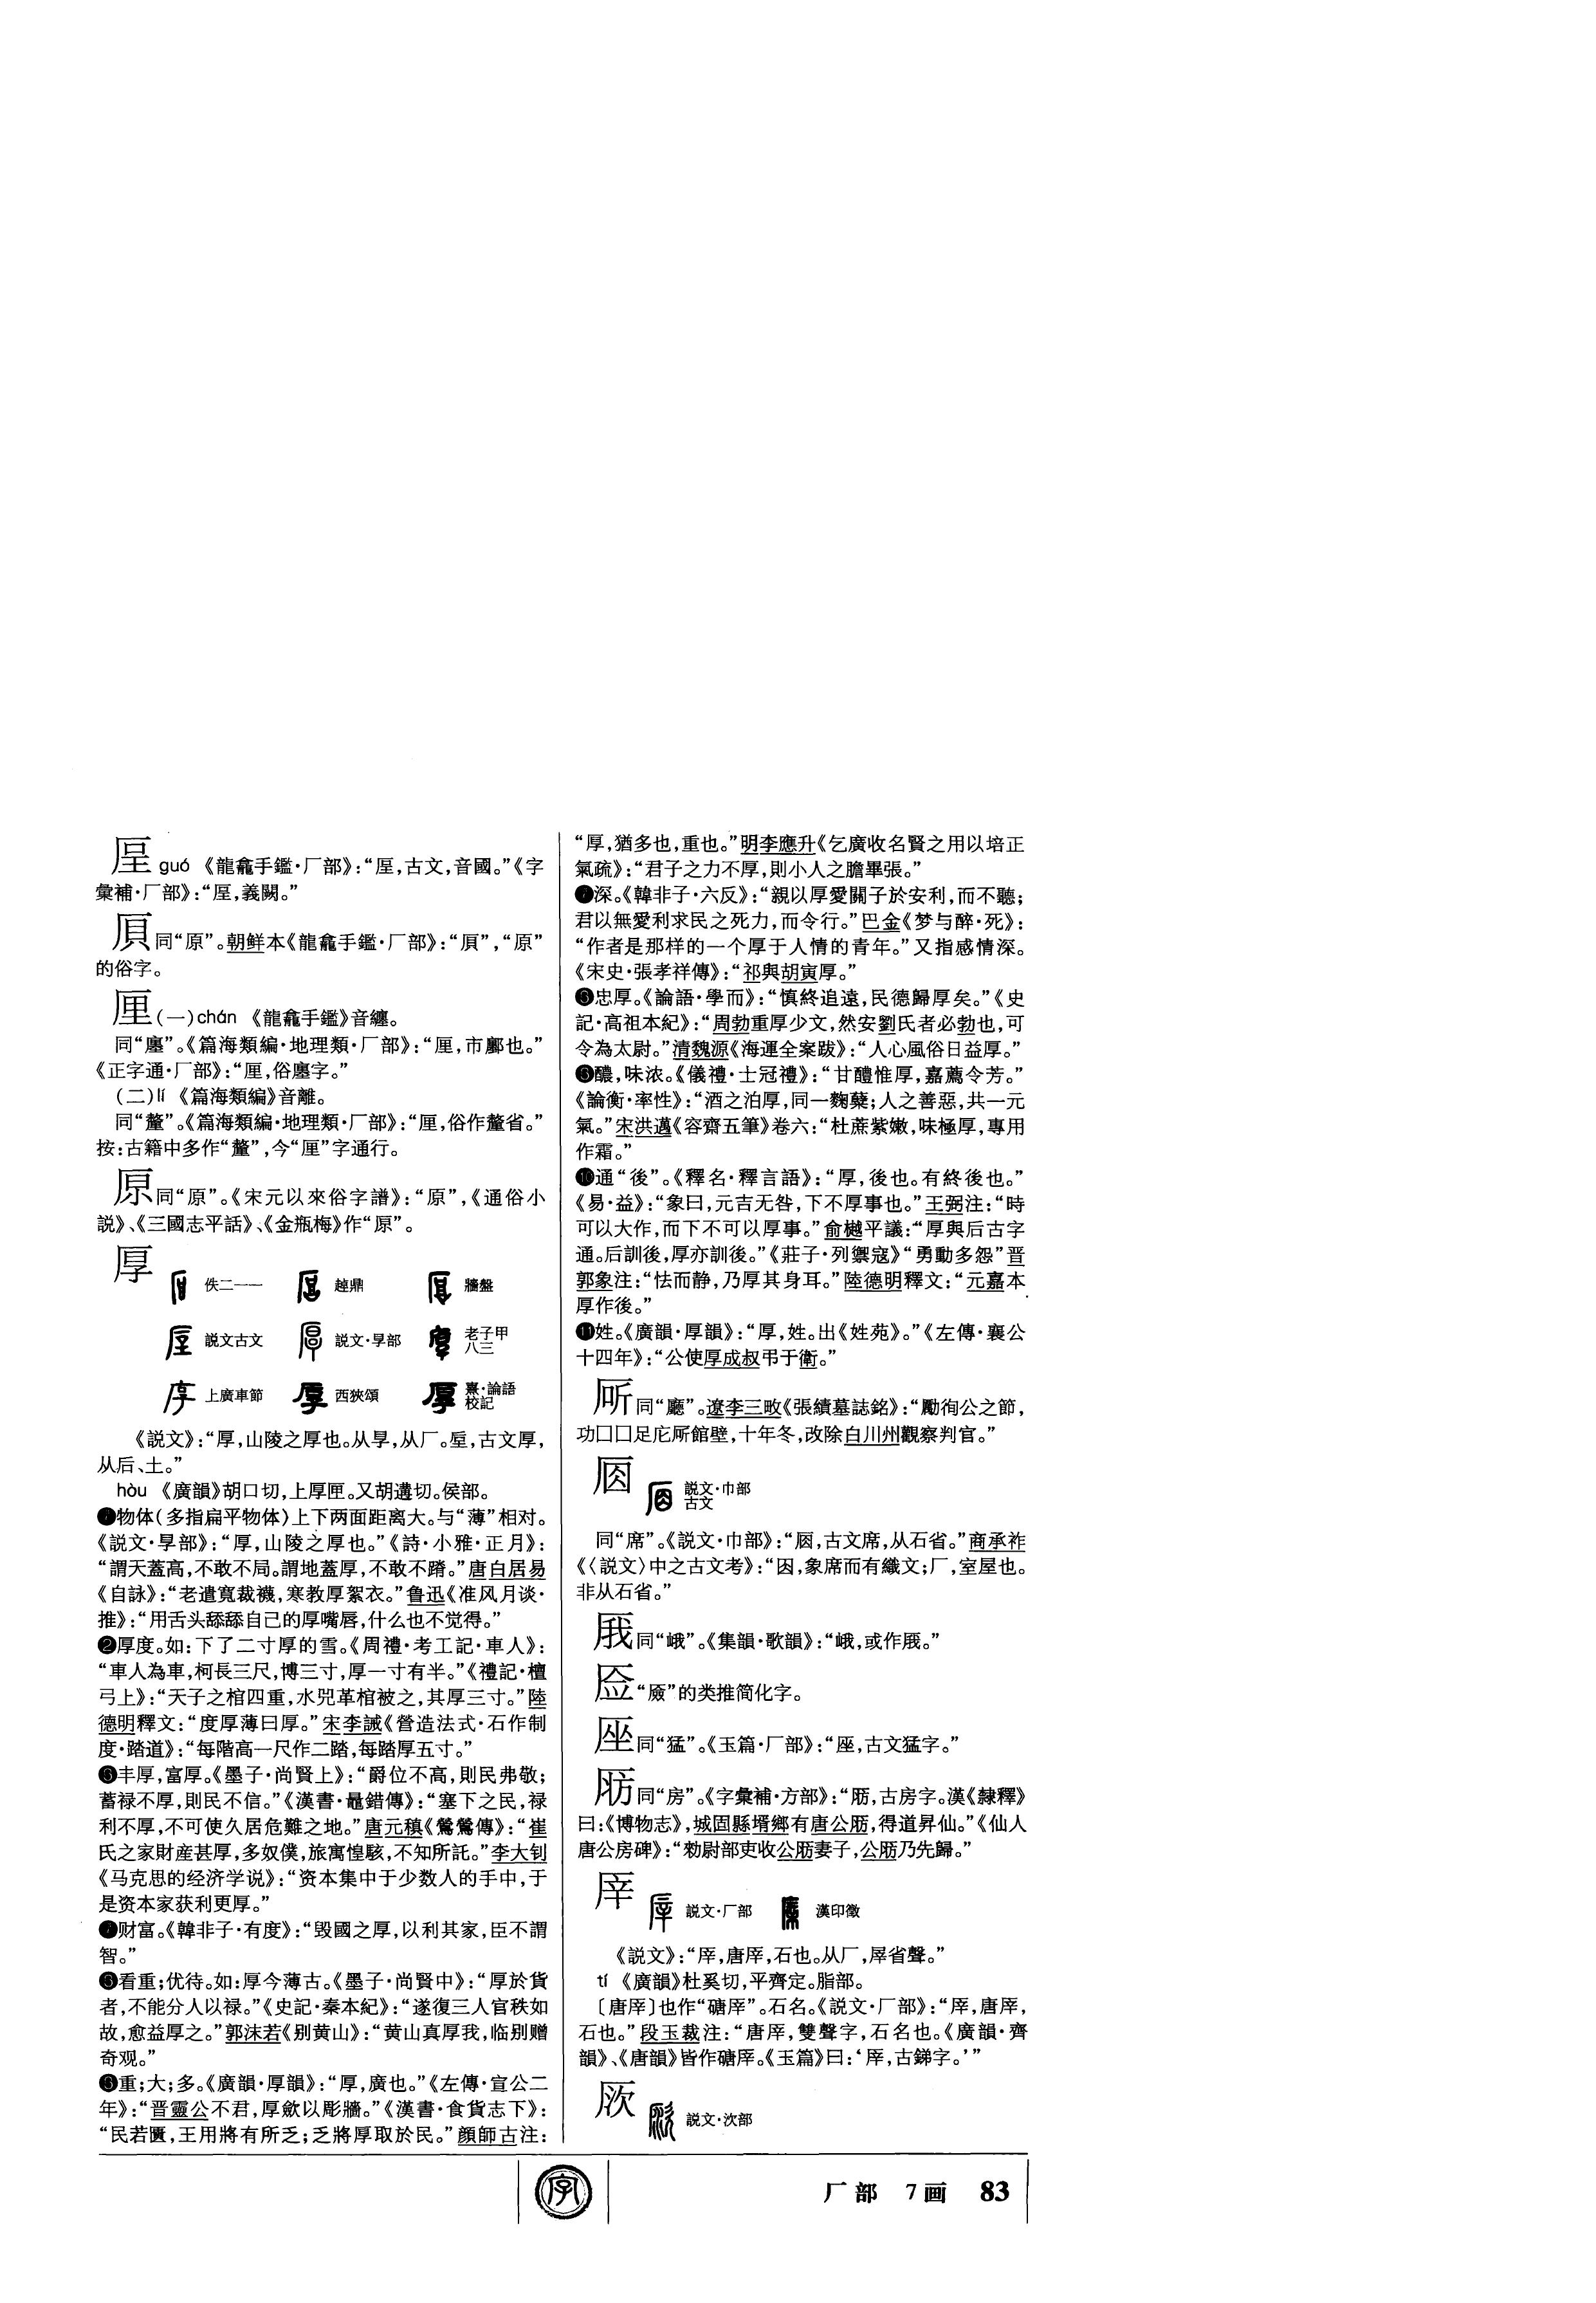 厓 guó 《龍龕手鑑·厂部》：“厓，古文，音國。”《字
彙補·厂部》：“厓，義闕。”
同“原”。朝鲜本《龍龕手鑑·厂部》：“”，“原”
的俗字。
厘(一)chán 《龍龕手鑑》音纏。
同“廛”。《篇海類編·地理類·厂部》：“厘，市鄽也。”
《正字通·厂部》：“厘，俗廛字。”
(二)lí 《篇海類編》音離。
同“釐”。《篇海類編·地理類·厂部》：“厘，俗作釐省。”
按：古籍中多作“釐”，今“厘”字通行。
同“原”。《宋元以來俗字譜》：“原”，《通俗小
説》、《三國志平話》、《金瓶梅》作“”。
厚
佚二一一 趠鼎 牆盤
説文古文 説文·㫗部 老子甲八三
上廣車節 西狹頌 熹·論語校記
《説文》：“厚，山陵之厚也。从㫗，从厂。垕，古文厚，
从后、土。”
hòu 《廣韻》胡口切，上厚匣。又胡遘切。侯部。
❶物体（多指扁平物体）上下两面距离大。与“薄”相对。
《説文·㫗部》：“厚，山陵之厚也。”《詩·小雅·正月》：
“謂天蓋高，不敢不局。謂地蓋厚，不敢不蹐。”唐白居易
《自詠》：“老遣寬裁襪，寒教厚絮衣。”鲁迅《准风月谈·
推》：“用舌头舔舔自己的厚嘴唇，什么也不觉得。”
❷厚度。如：下了二寸厚的雪。《周禮·考工記·車人》：
“車人為車，柯長三尺，博三寸，厚一寸有半。”《禮記·檀
弓上》：“天子之棺四重，水兕革棺被之，其厚三寸。”陸
德明釋文：“度厚薄曰厚。”宋李誡《營造法式·石作制
度·踏道》：“每階高一尺作二踏，每踏厚五寸。”
❸丰厚，富厚。《墨子·尚賢上》：“爵位不高，則民弗敬；
蓄禄不厚，則民不信。”《漢書·鼂錯傳》：“塞下之民，禄
利不厚，不可使久居危難之地。”唐元稹《鶯鶯傳》：“崔
氏之家財産甚厚，多奴僕，旅寓惶駭，不知所託。”李大钊
《马克思的经济学说》：“资本集中于少数人的手中，于
是资本家获利更厚。”
❹财富。《韓非子·有度》：“毁國之厚，以利其家，臣不謂
智。”
❺看重；优待。如：厚今薄古。《墨子·尚賢中》：“厚於貨
者，不能分人以禄。”《史記·秦本紀》：“遂復三人官秩如
故，愈益厚之。”郭沫若《别黄山》：“黄山真厚我，临别赠
奇观。”
❻重；大；多。《廣韻·厚韻》：“厚，廣也。”《左傳·宣公二
年》：“晋靈公不君，厚斂以彫牆。”《漢書·食貨志下》：
“民若匱，王用將有所乏；乏將厚取於民。”顔師古注：
“厚，猶多也，重也。”明李應升《乞廣收名賢之用以培正
氣疏》：“君子之力不厚，則小人之膽畢張。”
❼深。《韓非子·六反》：“親以厚愛關子於安利，而不聽；
君以無愛利求民之死力，而令行。”巴金《梦与醉·死》：
“作者是那样的一个厚于人情的青年。”又指感情深。
《宋史·張孝祥傳》：“祁與胡寅厚。”
❽忠厚。《論語·學而》：“慎終追遠，民德歸厚矣。”《史
記·高祖本紀》：“周勃重厚少文，然安劉氏者必勃也，可
令為太尉。”清魏源《海運全案跋》：“人心風俗日益厚。”
❾醲，味浓。《儀禮·士冠禮》：“甘醴惟厚，嘉薦令芳。”
《論衡·率性》：“酒之泊厚，同一麴糵；人之善惡，共一元
氣。”宋洪邁《容齋五筆》卷六：“杜蔗紫嫩，味極厚，專用
作霜。”
❿通“後”。《釋名·釋言語》：“厚，後也。有終後也。”
《易·益》：“象曰，元吉无咎，下不厚事也。”王弼注：“時
可以大作，而下不可以厚事。”俞樾平議：“厚與后古字
通。后訓後，厚亦訓後。”《莊子·列禦寇》“勇動多怨”晋
郭象注：“怯而静，乃厚其身耳。”陸德明釋文：“元嘉本
厚作後。”
⓫姓。《廣韻·厚韻》：“厚，姓。出《姓苑》。”《左傳·襄公
十四年》：“公使厚成叔弔于衛。”
同“廳”。遼李三畋《張績墓誌銘》：“勵徇公之節，
功囗囗足庀㕔館壁，十年冬，改除白川州觀察判官。”
㕡
説文·巾部古文
同“席”。《説文·巾部》：“，古文席，从石省。”商承祚
《〈説文〉中之古文考》：“，象席而有織文；厂，室屋也。
非从石省。”
同“峨”。《集韻·歌韻》：“峨，或作。”
“厱”的类推简化字。
同“猛”。《玉篇·厂部》：“，古文猛字。”
同“房”。《字彙補·方部》：“，古房字。漢《隸釋》
曰：《博物志》，城固縣壻鄉有唐公，得道昇仙。”《仙人
唐公房碑》：“勑尉部吏收公妻子，公乃先歸。”
厗
説文·厂部 漢印徵
《説文》：“厗，唐厗，石也。从厂，屖省聲。”
tí 《廣韻》杜奚切，平齊定。脂部。
〔唐厗〕也作“磄厗”。石名。《説文·厂部》：“厗，唐厗，
石也。”段玉裁注：“唐厗，雙聲字，石名也。《廣韻·齊
韻》、《唐韻》皆作磄厗。《玉篇》曰：‘厗，古銻字。’”
説文·㳄部
厂部 7画 83